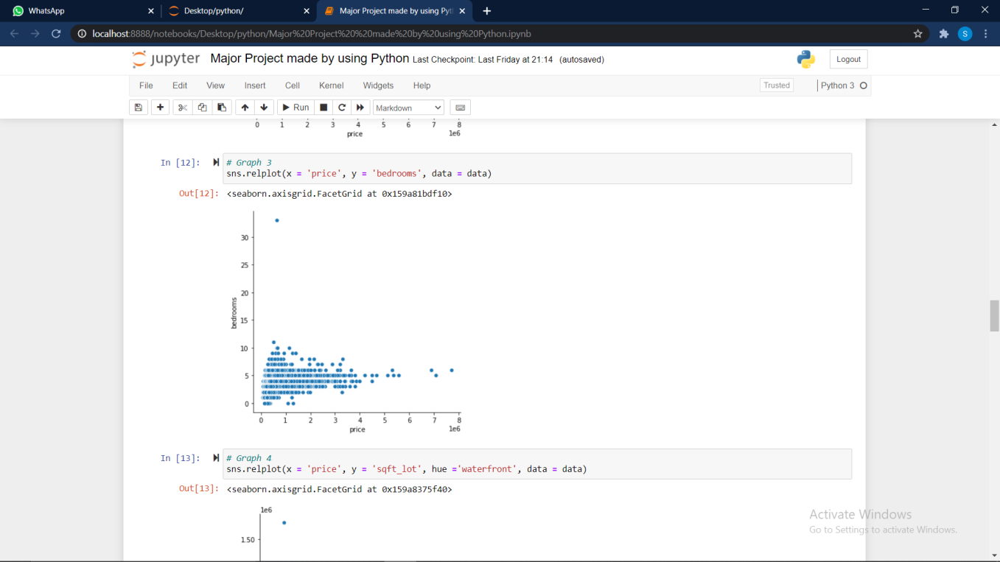 WhatsApp
Desktop/python/
Major Project made by using Pyt
localhost:8888/notebooks/Desktop/python/Major%20Project%20%20made%20by%20using%20Python.ipynb
S
jupyter Major Project made by using Python Last Checkpoint: Last Friday at 21:14 (autosaved)
Logout
File Edit View Insert Cell Kernel Widgets Help
Trusted
Python 3
Run
Markdown
0 1 2 3 4 5 6 7 8
price 1e6
In [12]:
# Graph 3
sns.relplot(x = 'price', y = 'bedrooms', data = data)
Out[12]: <seaborn.axisgrid.FacetGrid at 0x159a81bdf10>
30
25
20
15
10
5
0
bedrooms
0 1 2 3 4 5 6 7 8
price 1e6
In [13]:
# Graph 4
sns.relplot(x = 'price', y = 'sqft_lot', hue ='waterfront', data = data)
Out[13]: <seaborn.axisgrid.FacetGrid at 0x159a8375f40>
1e6
1.50
Activate Windows
Go to Settings to activate Windows.